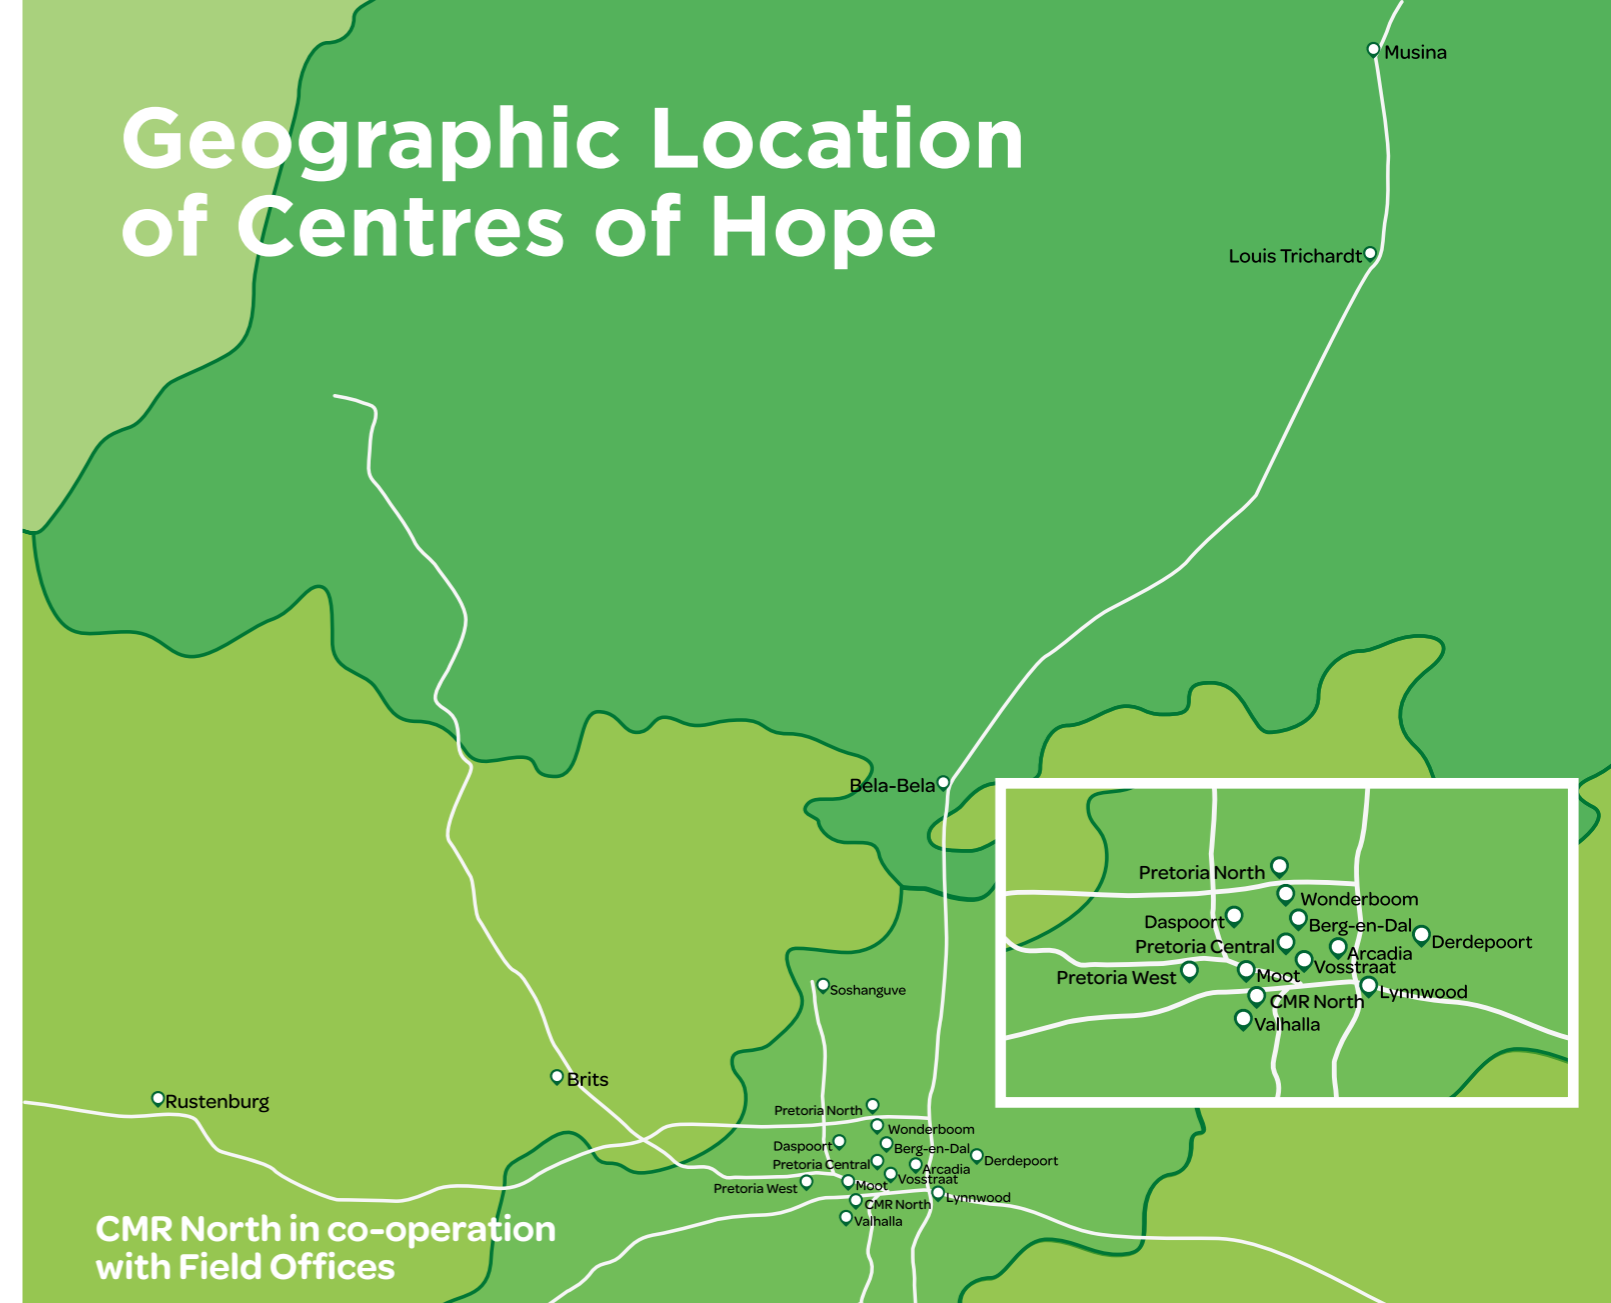 Musina
Geographic Location
of Centres of Hope
Louis Trichardt
Bela-Bela
Pretoria North
Wonderboom
Daspoort
Berg-en-Dal
Derdepoort
Pretoria Central
Arcadia
Vosstraat
Pretoria West
Moot
Lynnwood
CMR North
Valhalla
Soshanguve
Brits
Rustenburg
Pretoria North
Wonderboom
Daspoort
Berg-en-Dal
Derdepoort
Pretoria Central
Arcadia
Vosstraat
Pretoria West
Moot
Lynnwood
CMR North
Valhalla
CMR North in co-operation
with Field Offices